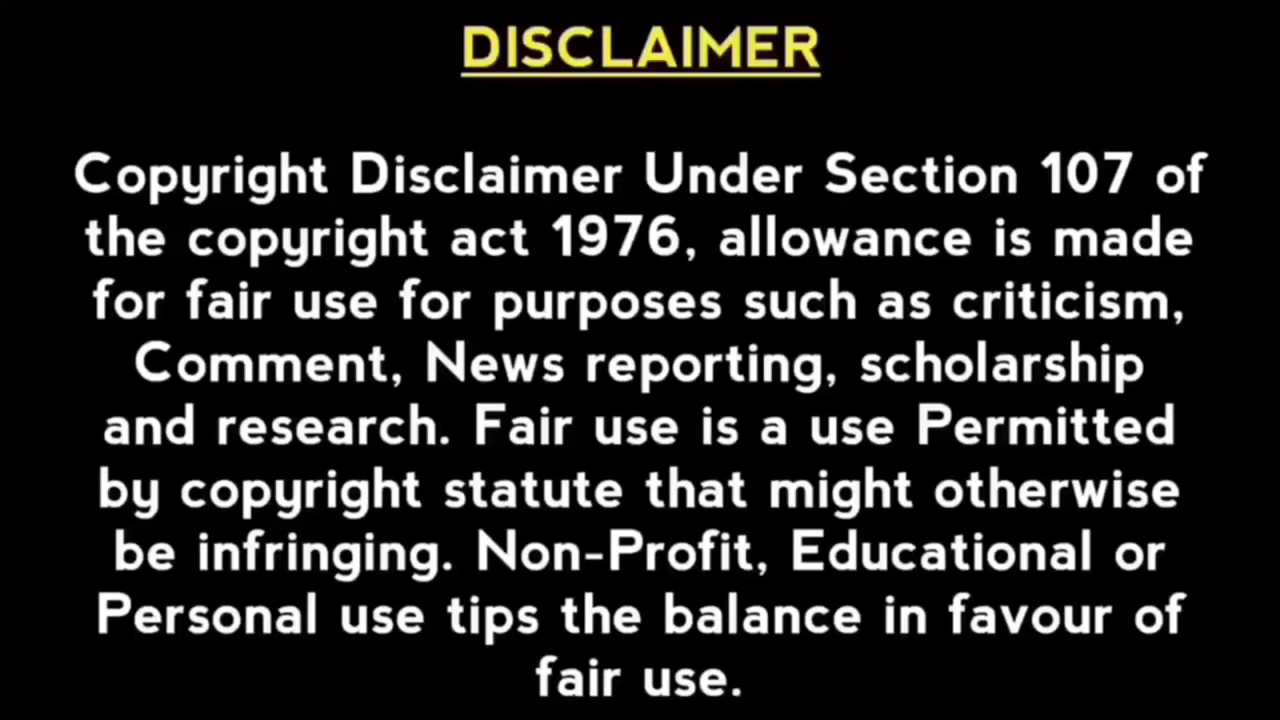 DISCLAIMER
Copyright Disclaimer Under Section 107 of
the copyright act 1976, allowance is made
for fair use for purposes such as criticism,
Comment, News reporting, scholarship
and research. Fair use is a use Permitted
by copyright statute that might otherwise
be infringing. Non-Profit, Educational or
Personal use tips the balance in favour of
fair use.